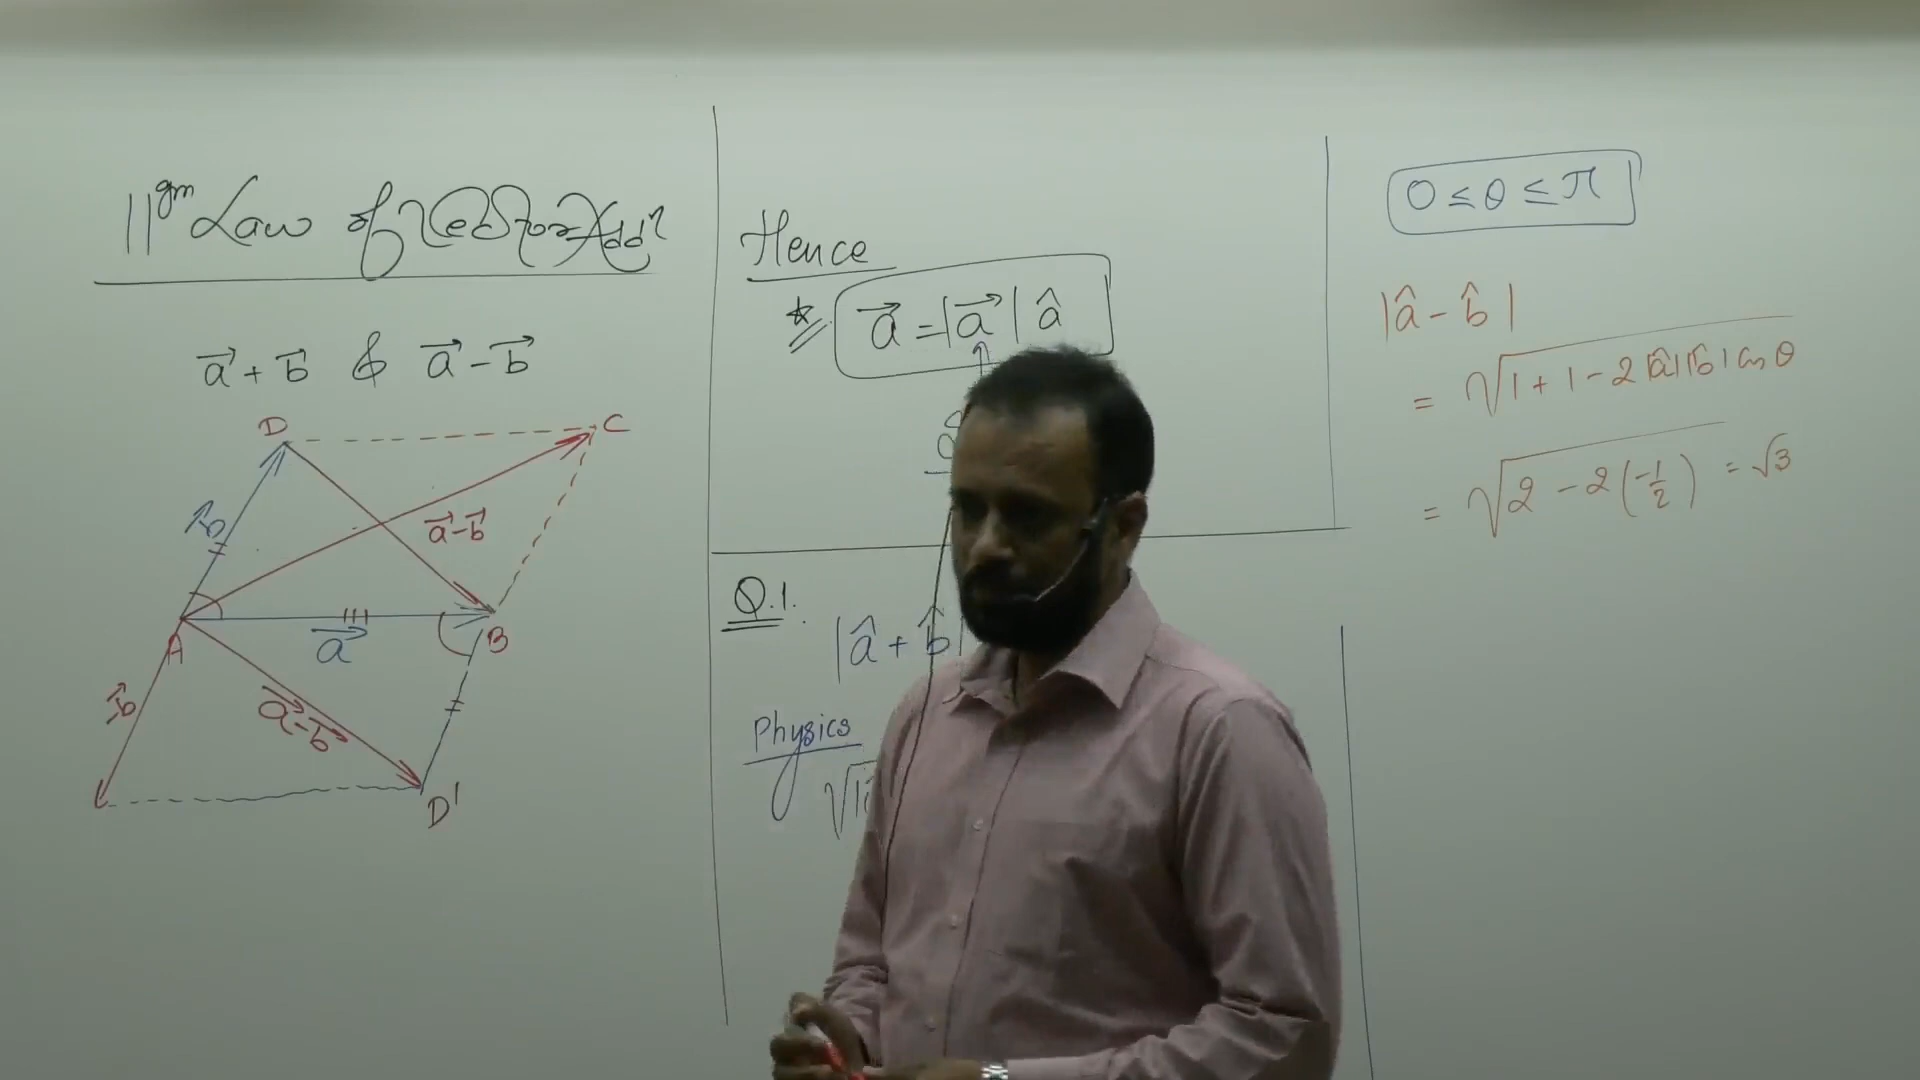 ||gm Law of Vector Addn
a⃗ + b⃗ & a⃗ - b⃗
D
C
b⃗
a⃗-b⃗
A
a⃗
B
-b⃗
a⃗-b⃗
D'
Hence
* a⃗ = |a⃗| â
Q.1.
|â + b̂|
Physics
0 ≤ θ ≤ π
|â - b̂|
= √1 + 1 - 2|â||b̂| cos θ
= √2 - 2(-1/2) = √3